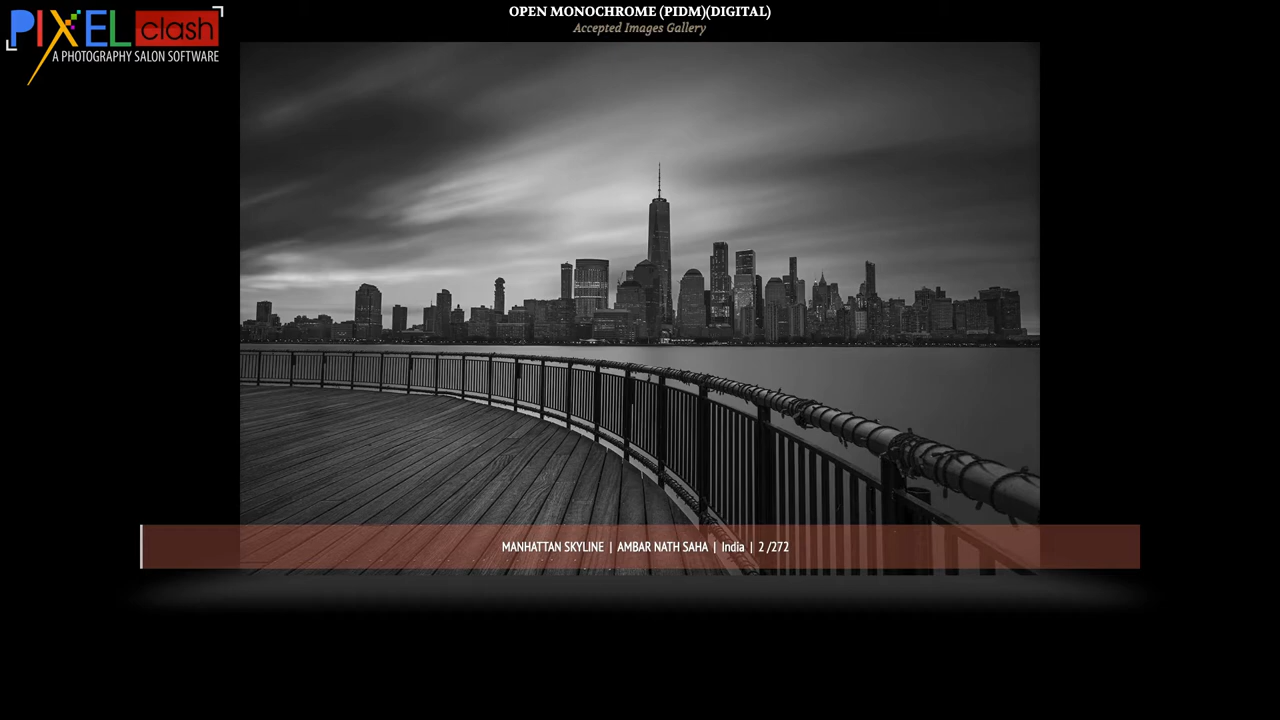 OPEN MONOCHROME (PIDM)(DIGITAL)
Accepted Images Gallery
PIXEL clash
A PHOTOGRAPHY SALON SOFTWARE
MANHATTAN SKYLINE | AMBAR NATH SAHA | India | 2 /272